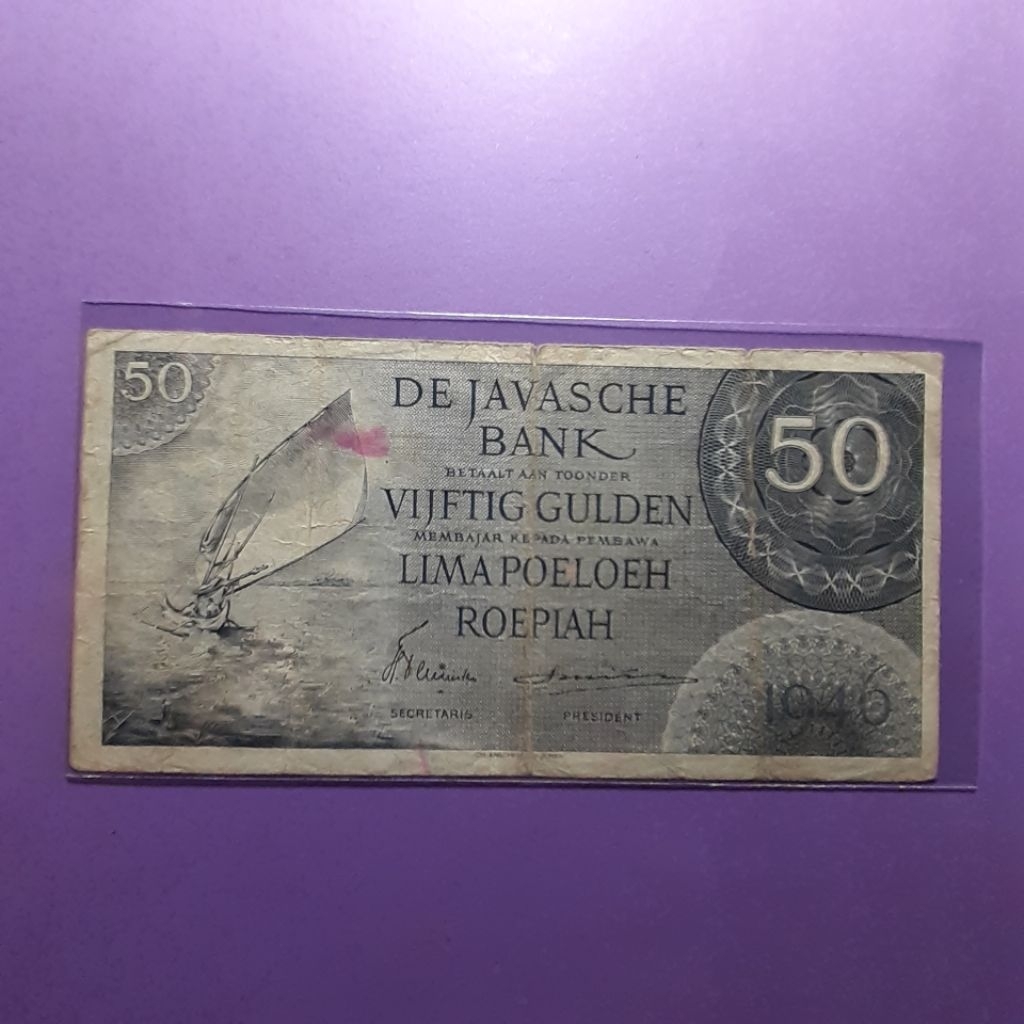 50
DE JAVASCHE
BANK
BETAALT AAN TOONDER
VIJFTIG GULDEN
MEMBAJAR KEPADA PEMBAWA
LIMA POELOEH
ROEPIAH
50
SECRETARIS
PRESIDENT
1946